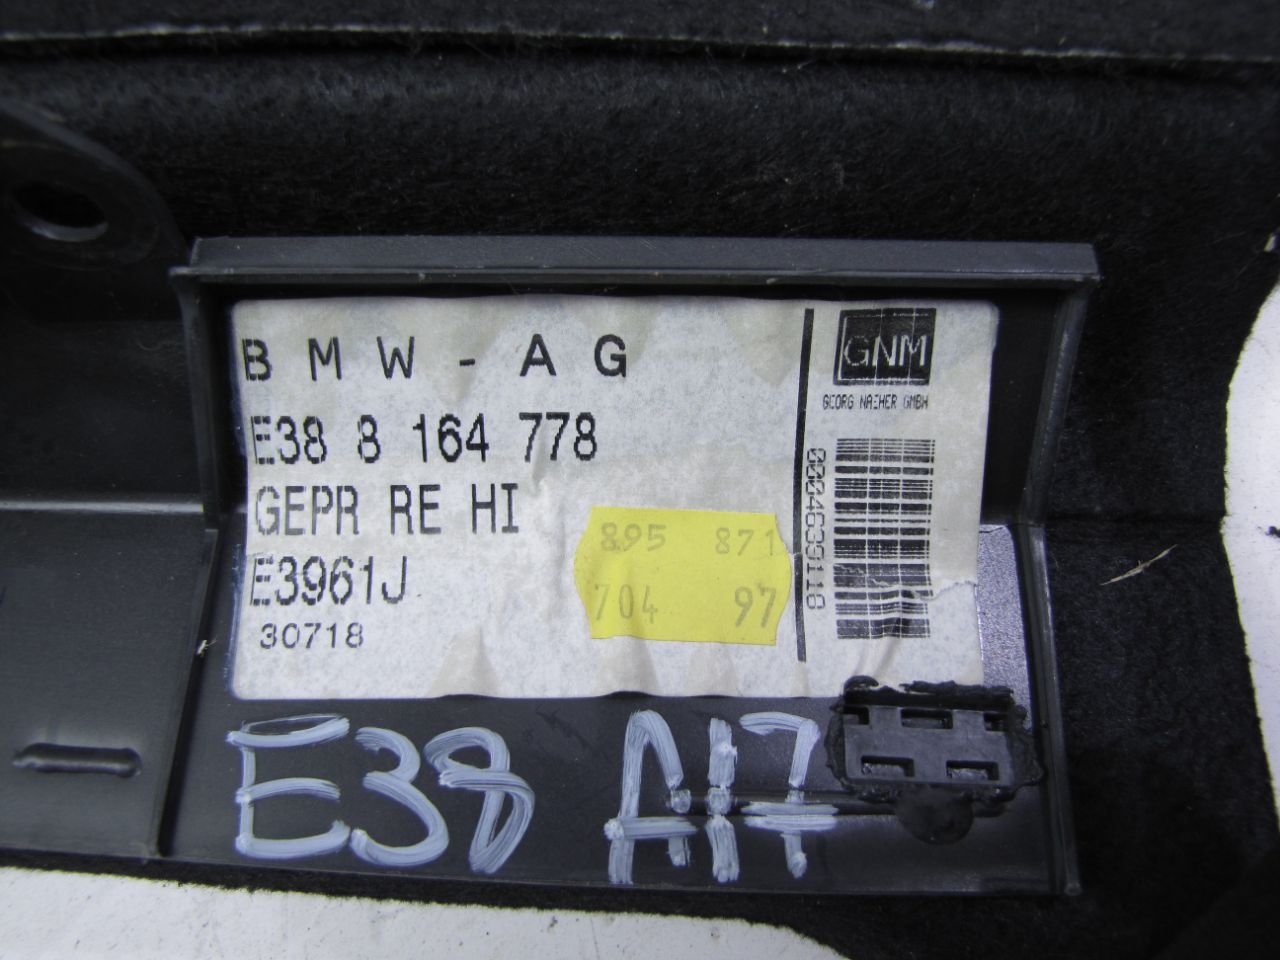 BMW-AG
E38 8 164 778
GEPR RE HI
E3961J
30718
895 871
704 97
GNM
GEORG NAEHER GMBH
0004639118
E38 A17